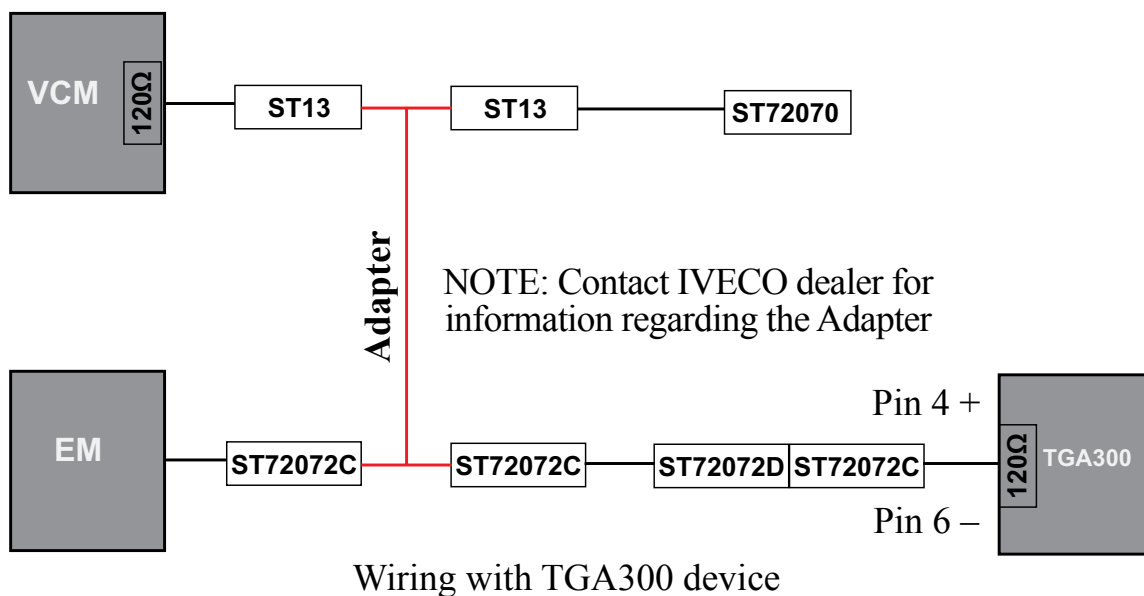 VCM
120Ω
ST13
ST13
ST72070
Adapter
NOTE: Contact IVECO dealer for
information regarding the Adapter
EM
ST72072C
ST72072C
ST72072D
ST72072C
Pin 4 +
120Ω
TGA300
Pin 6 –
Wiring with TGA300 device